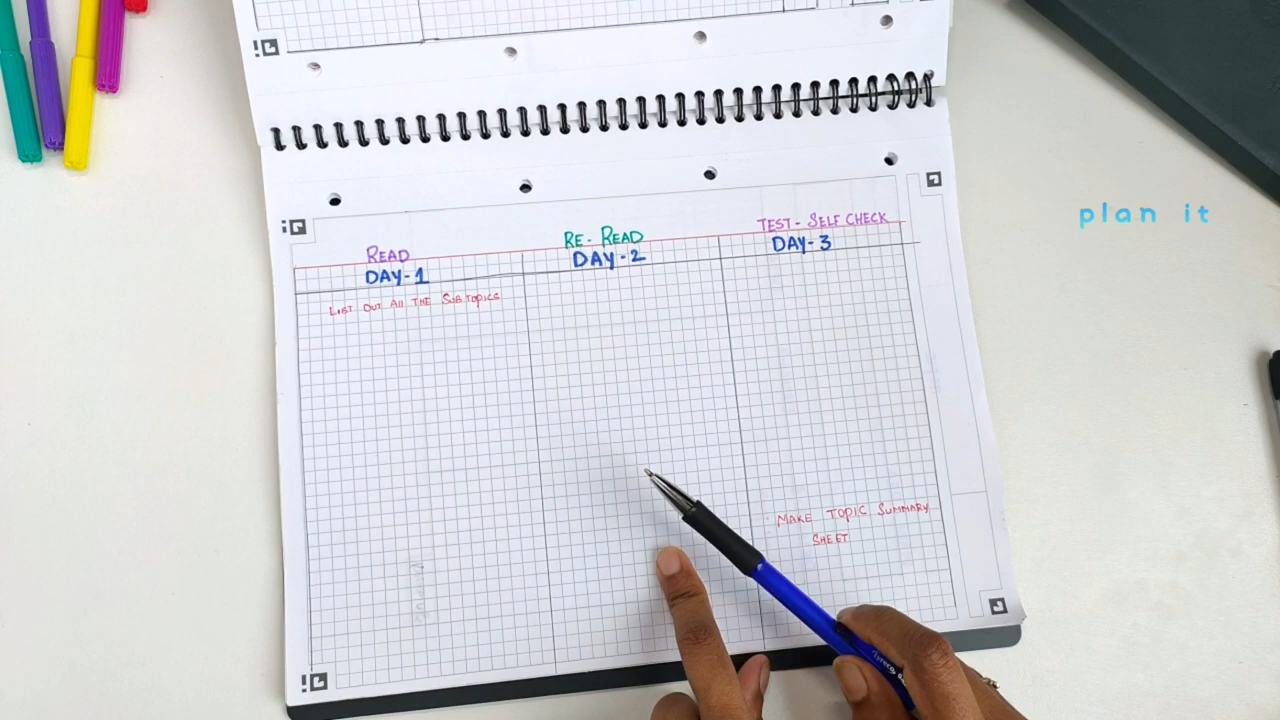 plan it
READ
RE-READ
TEST-SELF CHECK
DAY-1
DAY-2
DAY-3
LIST OUT All THE SUB TOPICS
MAKE TOPIC SUMMARY
SHEET